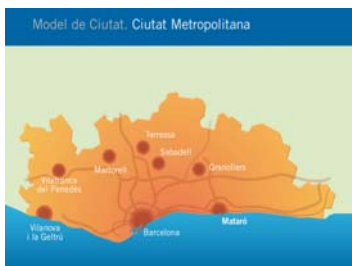 Model de Ciutat. Ciutat Metropolitana
Terrassa
Sabadell
Martorell
Granollers
Vilafranca
del Penedès
Mataró
Vilanova
i la Geltrú
Barcelona